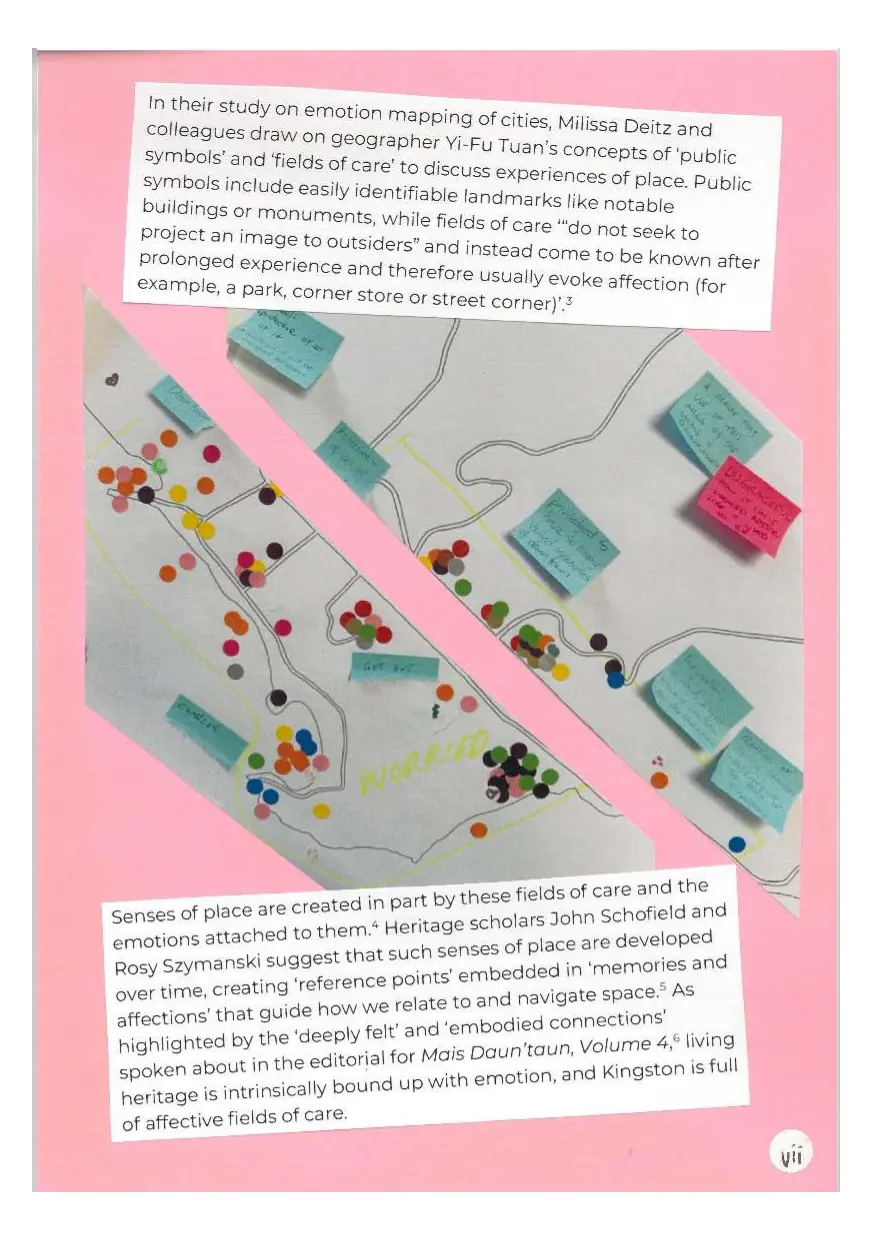 In their study on emotion mapping of cities, Milissa Deitz and
colleagues draw on geographer Yi-Fu Tuan's concepts of 'public
symbols' and 'fields of care' to discuss experiences of place. Public
symbols include easily identifiable landmarks like notable
buildings or monuments, while fields of care '"do not seek to
project an image to outsiders" and instead come to be known after
prolonged experience and therefore usually evoke affection (for
example, a park, corner store or street corner)'.³
OUTRAGEOUS
GET OUT
WORRIED
Senses of place are created in part by these fields of care and the
emotions attached to them.⁴ Heritage scholars John Schofield and
Rosy Szymanski suggest that such senses of place are developed
over time, creating 'reference points' embedded in 'memories and
affections' that guide how we relate to and navigate space.⁵ As
highlighted by the 'deeply felt' and 'embodied connections'
spoken about in the editorial for Mais Daun'taun, Volume 4,⁶ living
heritage is intrinsically bound up with emotion, and Kingston is full
of affective fields of care.
vii